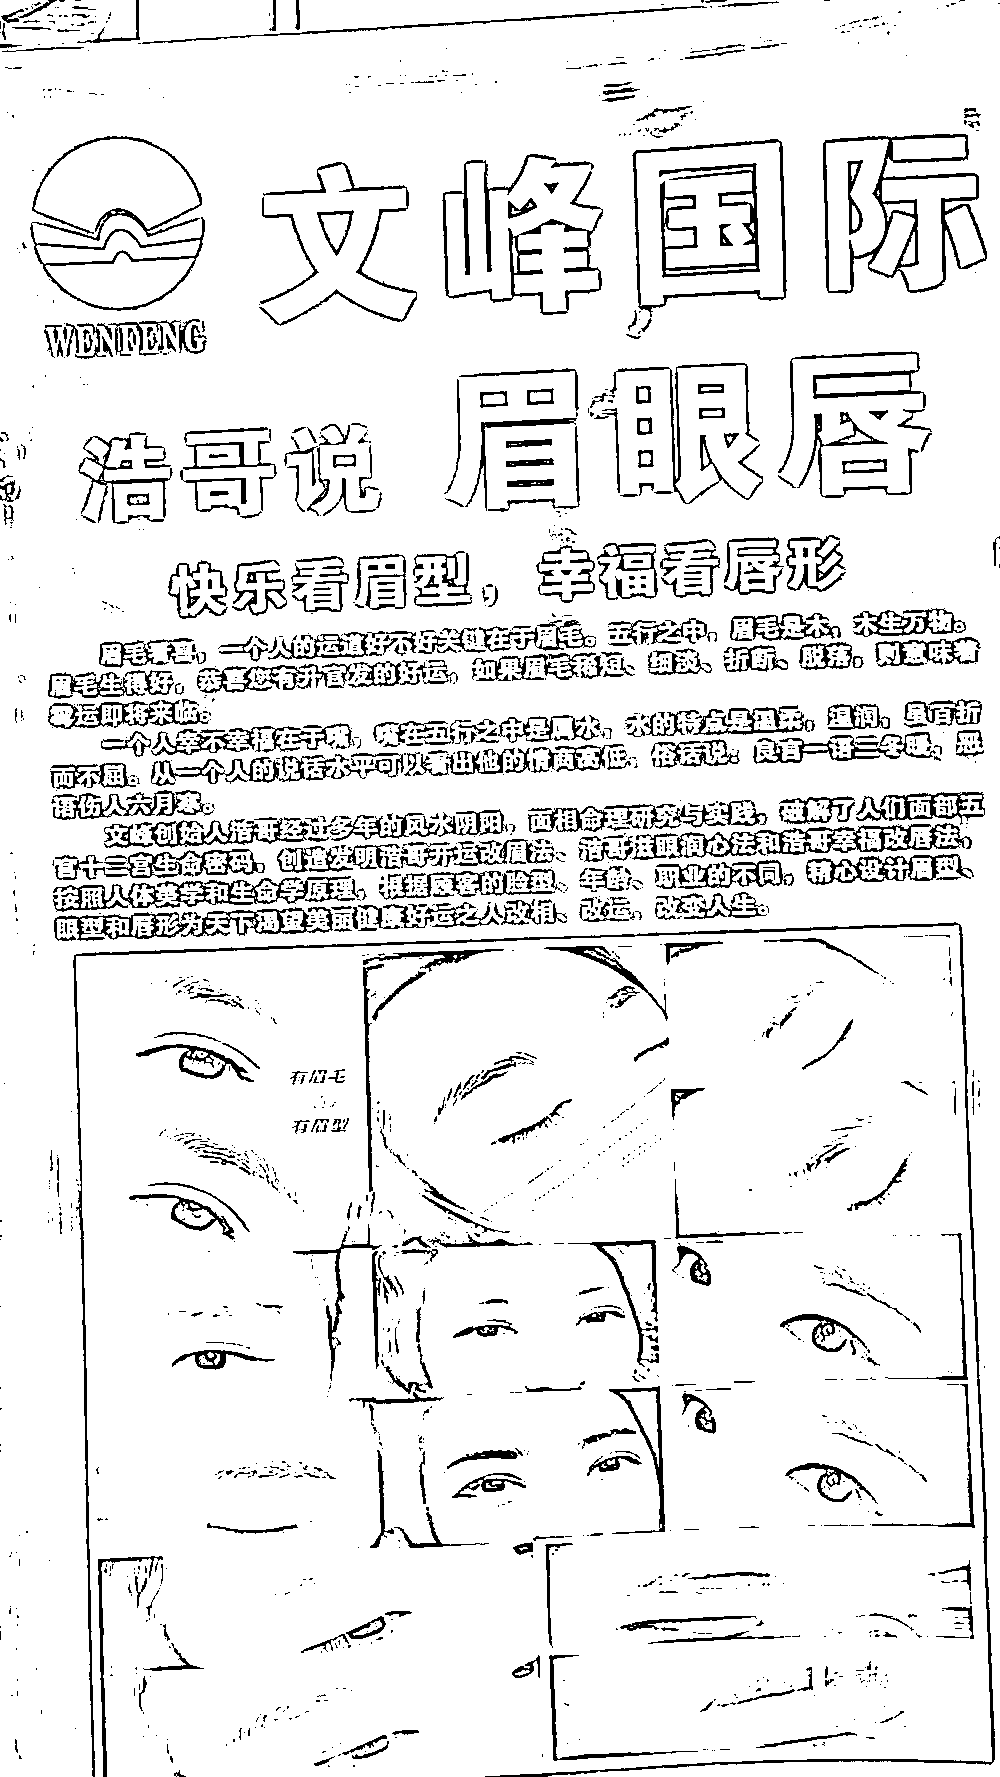 文峰国际
WENFENG
浩哥说 眉眼唇
快乐看眉型，幸福看唇形
眉毛青翠，一个人的运道好不好关键在于眉毛。五行之中，眉毛是木，木生万物。
眉毛生得好，恭喜您有升官发的好运，如果眉毛稀短、细淡、折断、脱落，则意味着
霉运即将来临。
一个人幸不幸福在于嘴，嘴在五行之中是属水，水的特点是温柔，温润，虽百折
而不屈。从一个人的说话水平可以看出他的情商高低，俗话说：良言一语三冬暖，恶
语伤人六月寒。
文峰创始人浩哥经过多年的风水阴阳，面相命理研究与实践，破解了人们面部五
官十二宫生命密码，创造发明浩哥开运改眉法、浩哥滋眼润心法和浩哥幸福改唇法，
按照人体美学和生命学原理，根据顾客的脸型、年龄、职业的不同，精心设计眉型、
眼型和唇形为天下渴望美丽健康好运之人改相、改运，改变人生。
有眉毛
有眉型